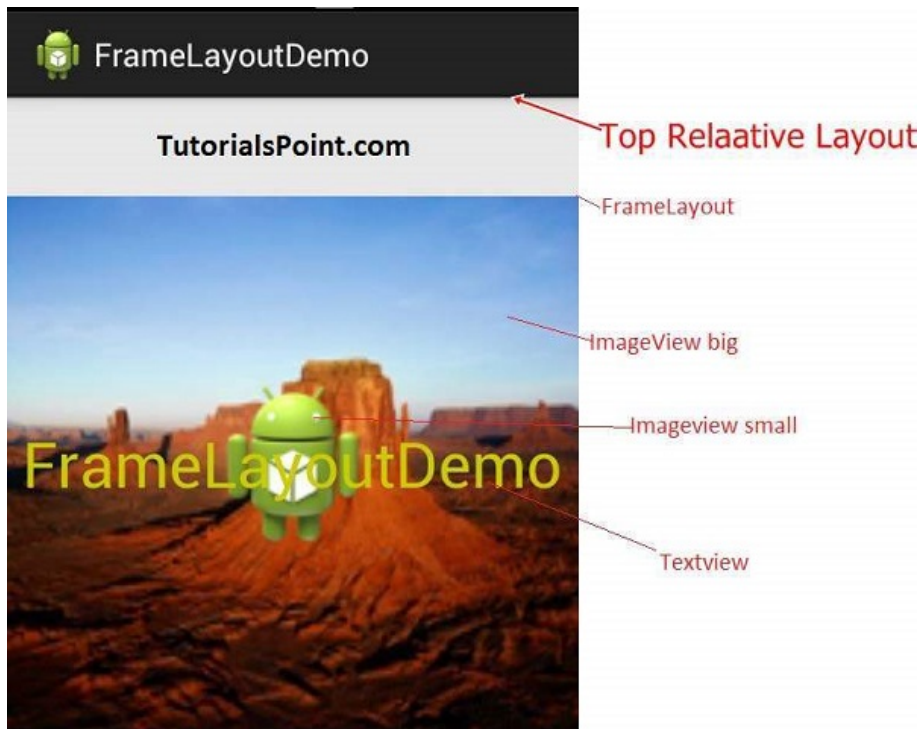 FrameLayoutDemo
TutorialsPoint.com
Top Relaative Layout
FrameLayout
ImageView big
Imageview small
FrameLayoutDemo
Textview